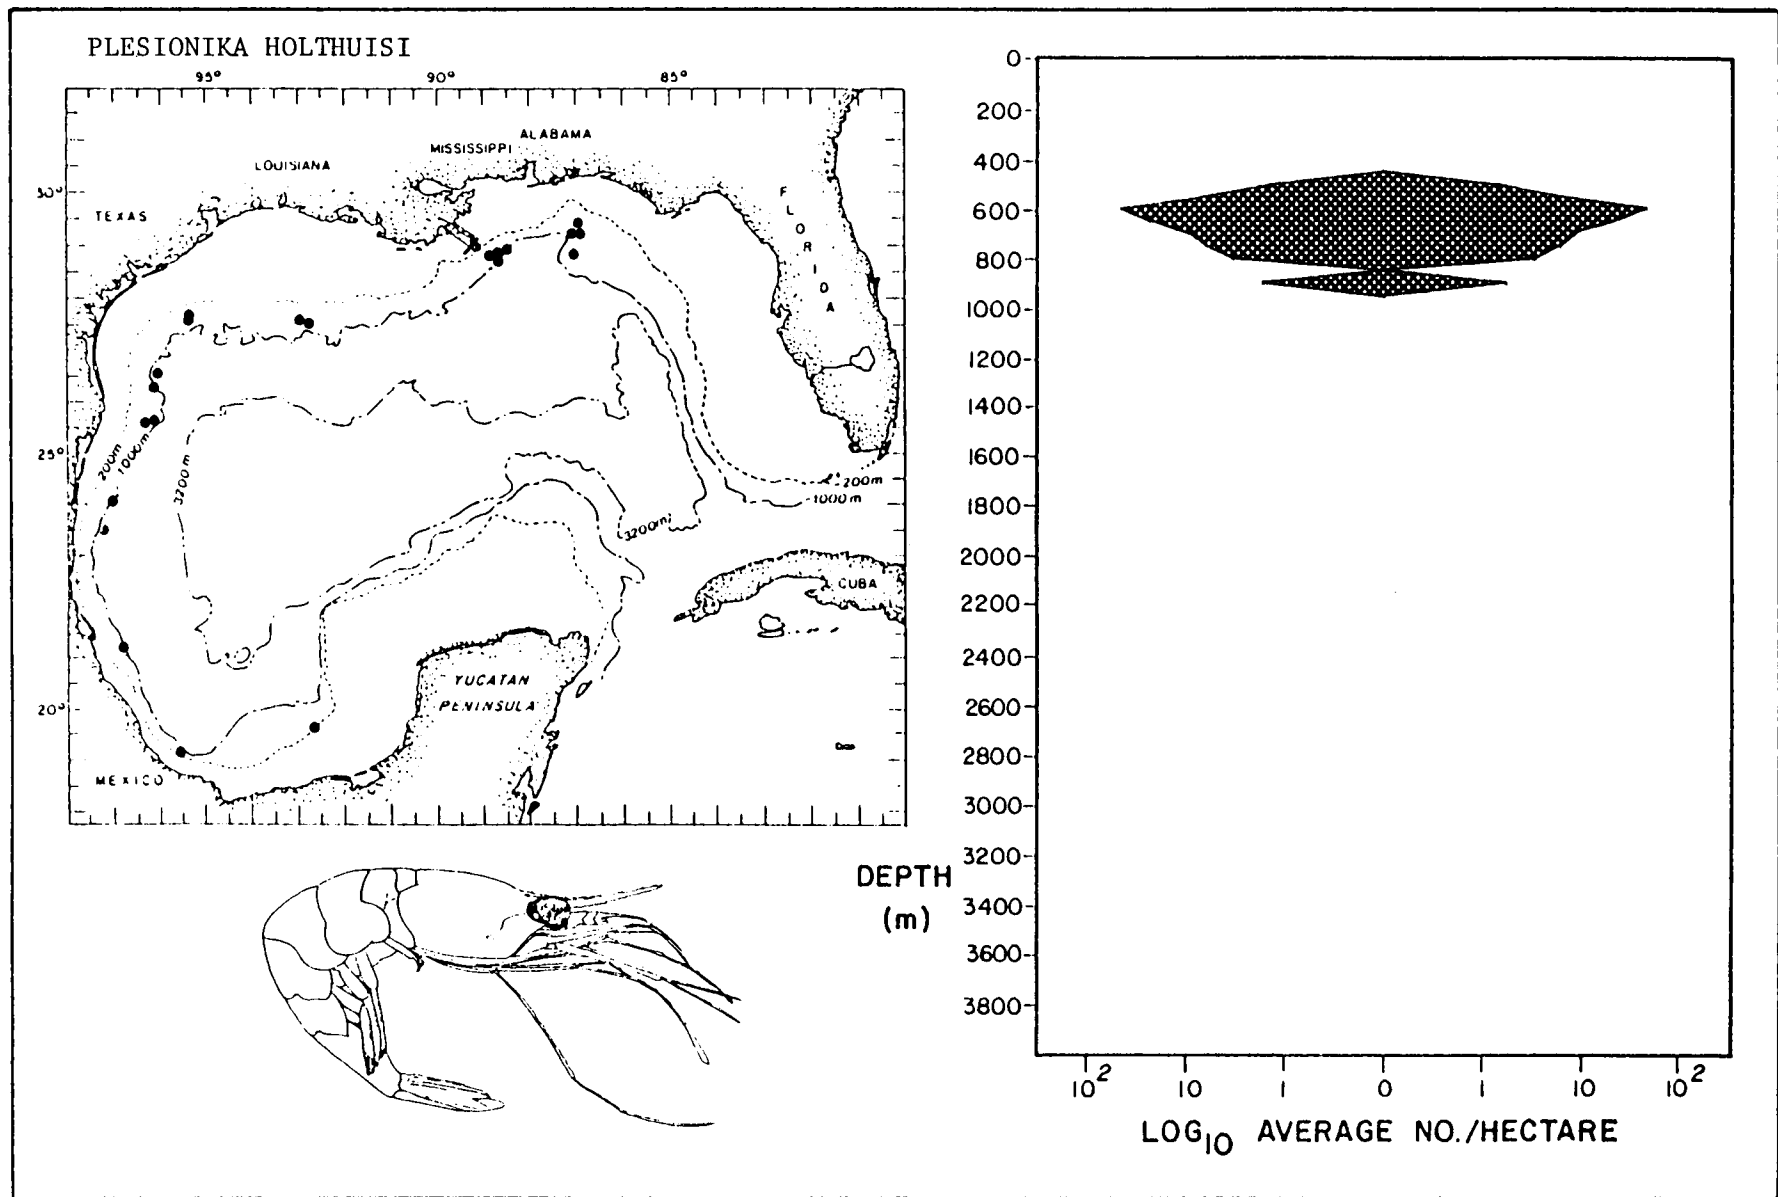 PLESIONIKA HOLTHUISI
95° 90° 85°
ALABAMA
MISSISSIPPI
LOUISIANA
30°
TEXAS
FLORIDA
25°
200m
1000m
3200m
200m
1000m
3200m
CUBA
YUCATAN
PENINSULA
20°
MEXICO
0
200
400
600
800
1000
1200
1400
1600
1800
2000
2200
2400
2600
2800
3000
3200
3400
3600
3800
DEPTH
(m)
10² 10 1 0 1 10 10²
LOG₁₀ AVERAGE NO./HECTARE